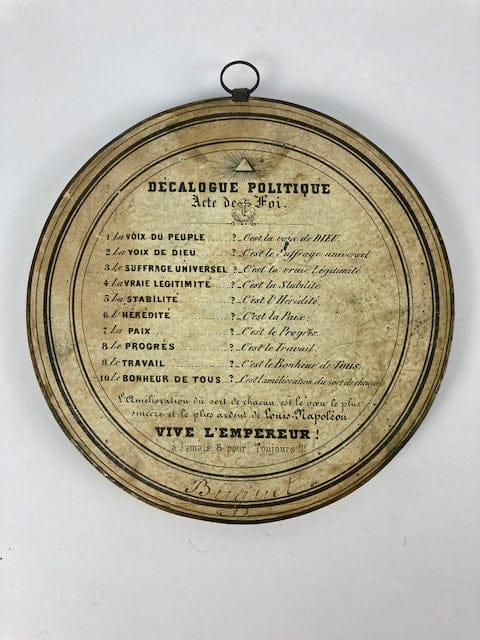 DÉCALOGUE POLITIQUE
Acte de Foi.
1 La VOIX DU PEUPLE ..... ?_ C'est la voix de DIEU
2 La VOIX DE DIEU ....... ?_ C'est le Suffrage universel
3 Le SUFFRAGE UNIVERSEL ?_ C'est la vraie Légitimité
4 La VRAIE LÉGITIMITÉ .... ?_ C'est la Stabilité
5 La STABILITÉ .......... ?_ C'est l'Hérédité
6 L'HÉRÉDITÉ ............ ?_ C'est la Paix
7 La PAIX ............... ?_ C'est le Progrès
8 Le PROGRÈS ............ ?_ C'est le Travail
9 Le TRAVAIL ............ ?_ C'est le Bonheur de Tous
10 Le BONHEUR DE TOUS .. ?_ C'est l'amélioration du sort de chacun
L'Amélioration du sort de chacun, est le vœu le plus
sincère et le plus ardent de Louis-Napoléon
VIVE L'EMPEREUR !
à Jamais & pour Toujours !!!